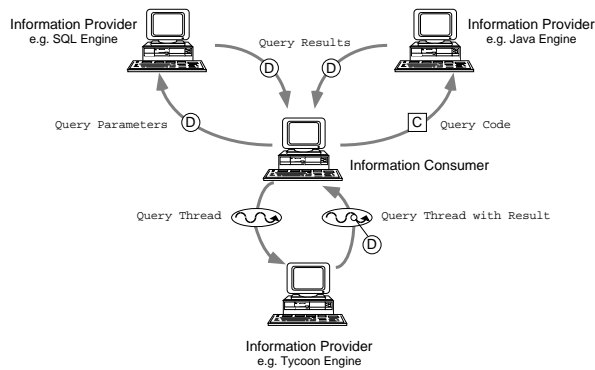 Information Provider
e.g. SQL Engine
Information Provider
e.g. Java Engine
Query Results
D
D
Query Parameters
D
C
Query Code
Information Consumer
Query Thread
Query Thread with Result
D
Information Provider
e.g. Tycoon Engine